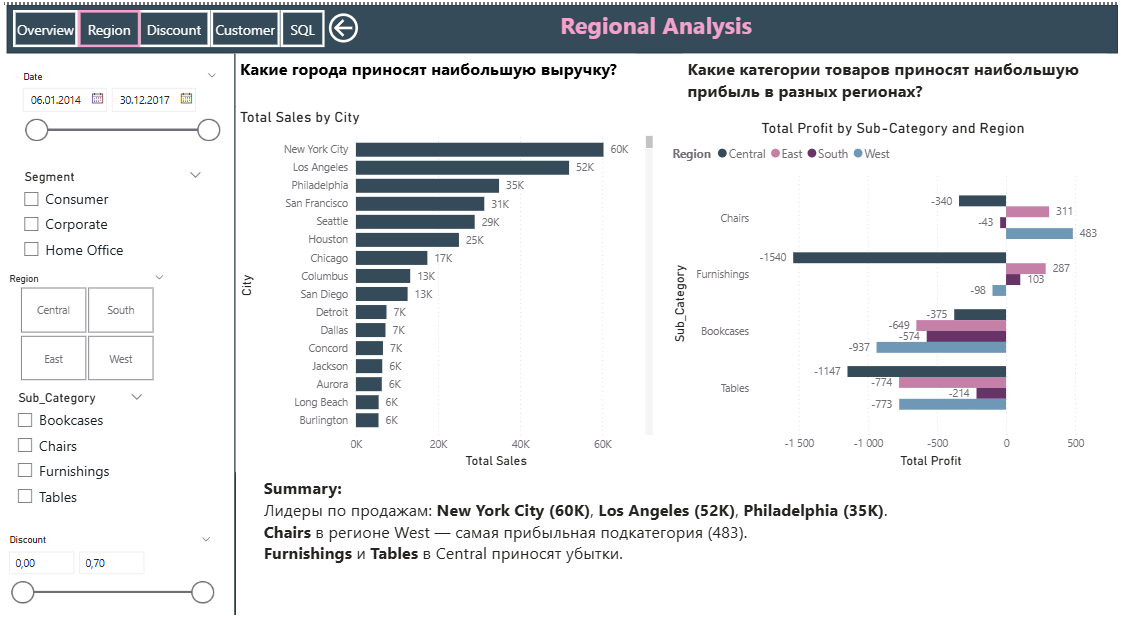 Overview Region Discount Customer SQL
Regional Analysis
Date
06.01.2014 30.12.2017
Segment
Consumer
Corporate
Home Office
Region
Central South
East West
Sub_Category
Bookcases
Chairs
Furnishings
Tables
Discount
0,00 0,70
Какие города приносят наибольшую выручку?
Total Sales by City
City
New York City 60K
Los Angeles 52K
Philadelphia 35K
San Francisco 31K
Seattle 29K
Houston 25K
Chicago 17K
Columbus 13K
San Diego 13K
Detroit 7K
Dallas 7K
Concord 7K
Jackson 6K
Aurora 6K
Long Beach 6K
Burlington 6K
0K 20K 40K 60K
Total Sales
Какие категории товаров приносят наибольшую
прибыль в разных регионах?
Total Profit by Sub-Category and Region
Region Central East South West
Sub_Category
Chairs
-340
311
-43
483
Furnishings
-1540
287
103
-98
Bookcases
-375
-649
-574
-937
Tables
-1147
-774
-214
-773
-1 500 -1 000 -500 0 500
Total Profit
Summary:
Лидеры по продажам: New York City (60K), Los Angeles (52K), Philadelphia (35K).
Chairs в регионе West — самая прибыльная подкатегория (483).
Furnishings и Tables в Central приносят убытки.